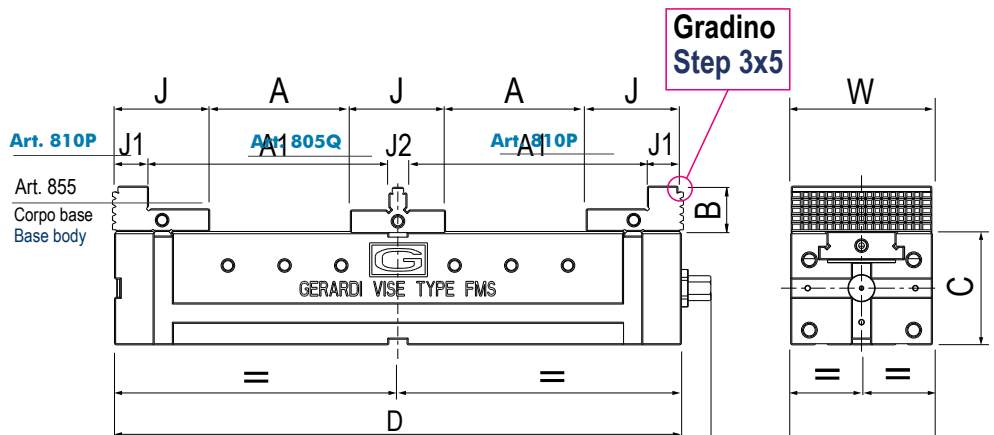 Gradino
Step 3x5
J A J A J W
Art. 810P J1 A1 Art. 805Q J2 A1 Art. 810P J1
Art. 855
Corpo base
Base body
B
C
G
GERARDI VISE TYPE FMS
= = = =
D